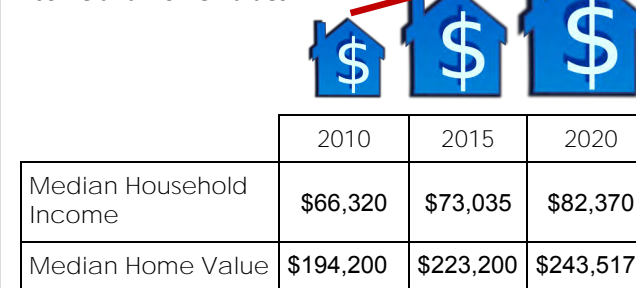 $ $ $
2010 2015 2020
Median Household
Income $66,320 $73,035 $82,370
Median Home Value $194,200 $223,200 $243,517